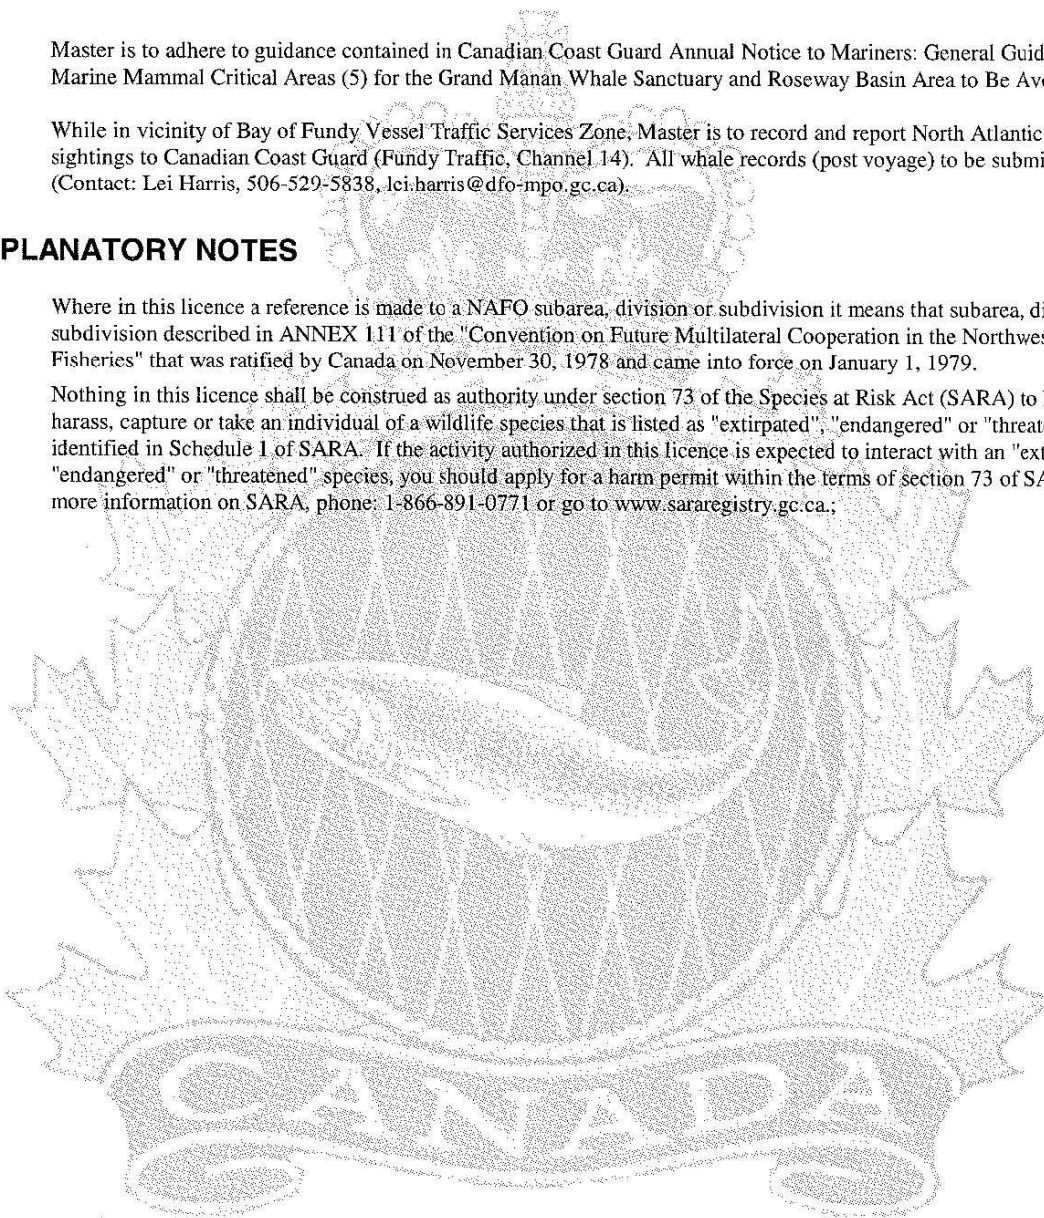 Master is to adhere to guidance contained in Canadian Coast Guard Annual Notice to Mariners: General Guid
Marine Mammal Critical Areas (5) for the Grand Manan Whale Sanctuary and Roseway Basin Area to Be Avo
While in vicinity of Bay of Fundy Vessel Traffic Services Zone, Master is to record and report North Atlantic
sightings to Canadian Coast Guard (Fundy Traffic, Channel 14). All whale records (post voyage) to be submi
(Contact: Lei Harris, 506-529-5838, lei.harris@dfo-mpo.gc.ca).
PLANATORY NOTES
Where in this licence a reference is made to a NAFO subarea, division or subdivision it means that subarea, di
subdivision described in ANNEX 111 of the "Convention on Future Multilateral Cooperation in the Northwes
Fisheries" that was ratified by Canada on November 30, 1978 and came into force on January 1, 1979.
Nothing in this licence shall be construed as authority under section 73 of the Species at Risk Act (SARA) to
harass, capture or take an individual of a wildlife species that is listed as "extirpated", "endangered" or "threat
identified in Schedule 1 of SARA. If the activity authorized in this licence is expected to interact with an "ext
"endangered" or "threatened" species, you should apply for a harm permit within the terms of section 73 of SA
more information on SARA, phone: 1-866-891-0771 or go to www.sararegistry.gc.ca.;
CANADA